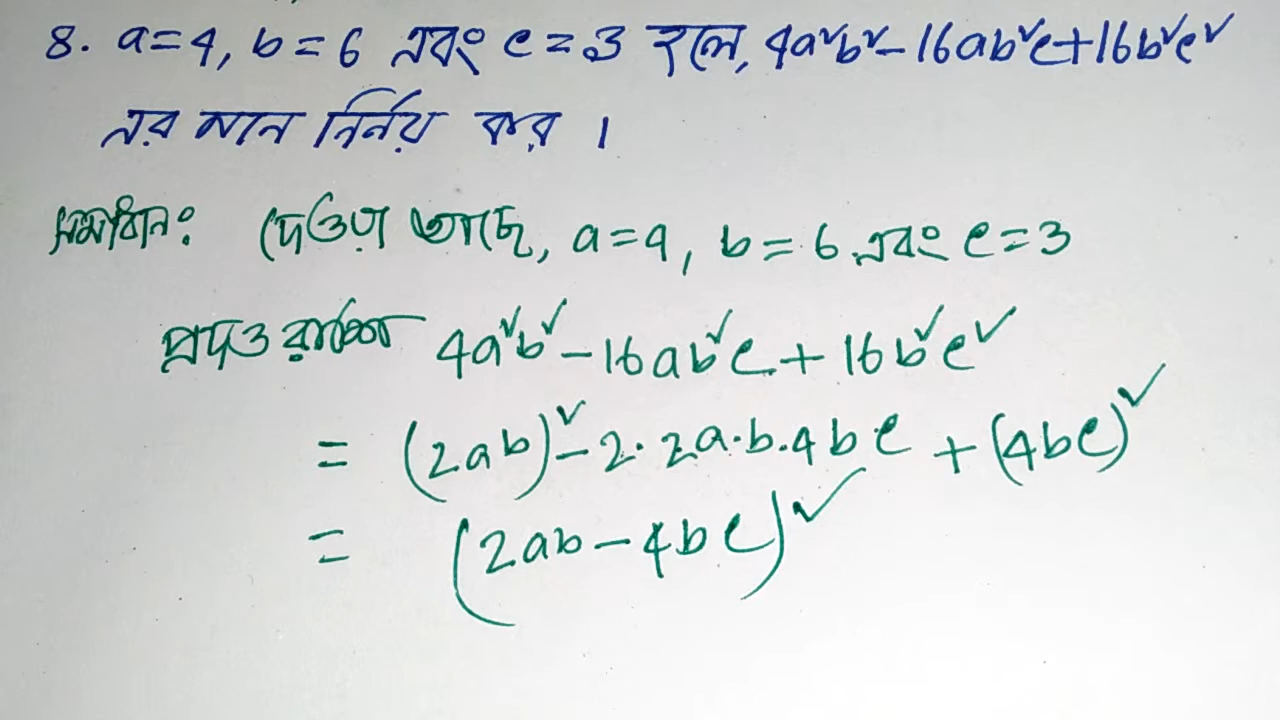 8. a=4, b=6 এবং c=3 হলে, 4a²b²-16ab²c+16b²c²
এর মান নির্নয় কর ।
সমাধান: দেওয়া আছে, a=4, b=6 এবং c=3
প্রদত্ত রাশি 4a²b²-16ab²c+16b²c²
= (2ab)²-2·2a·b·4bc+(4bc)²
= (2ab-4bc)²